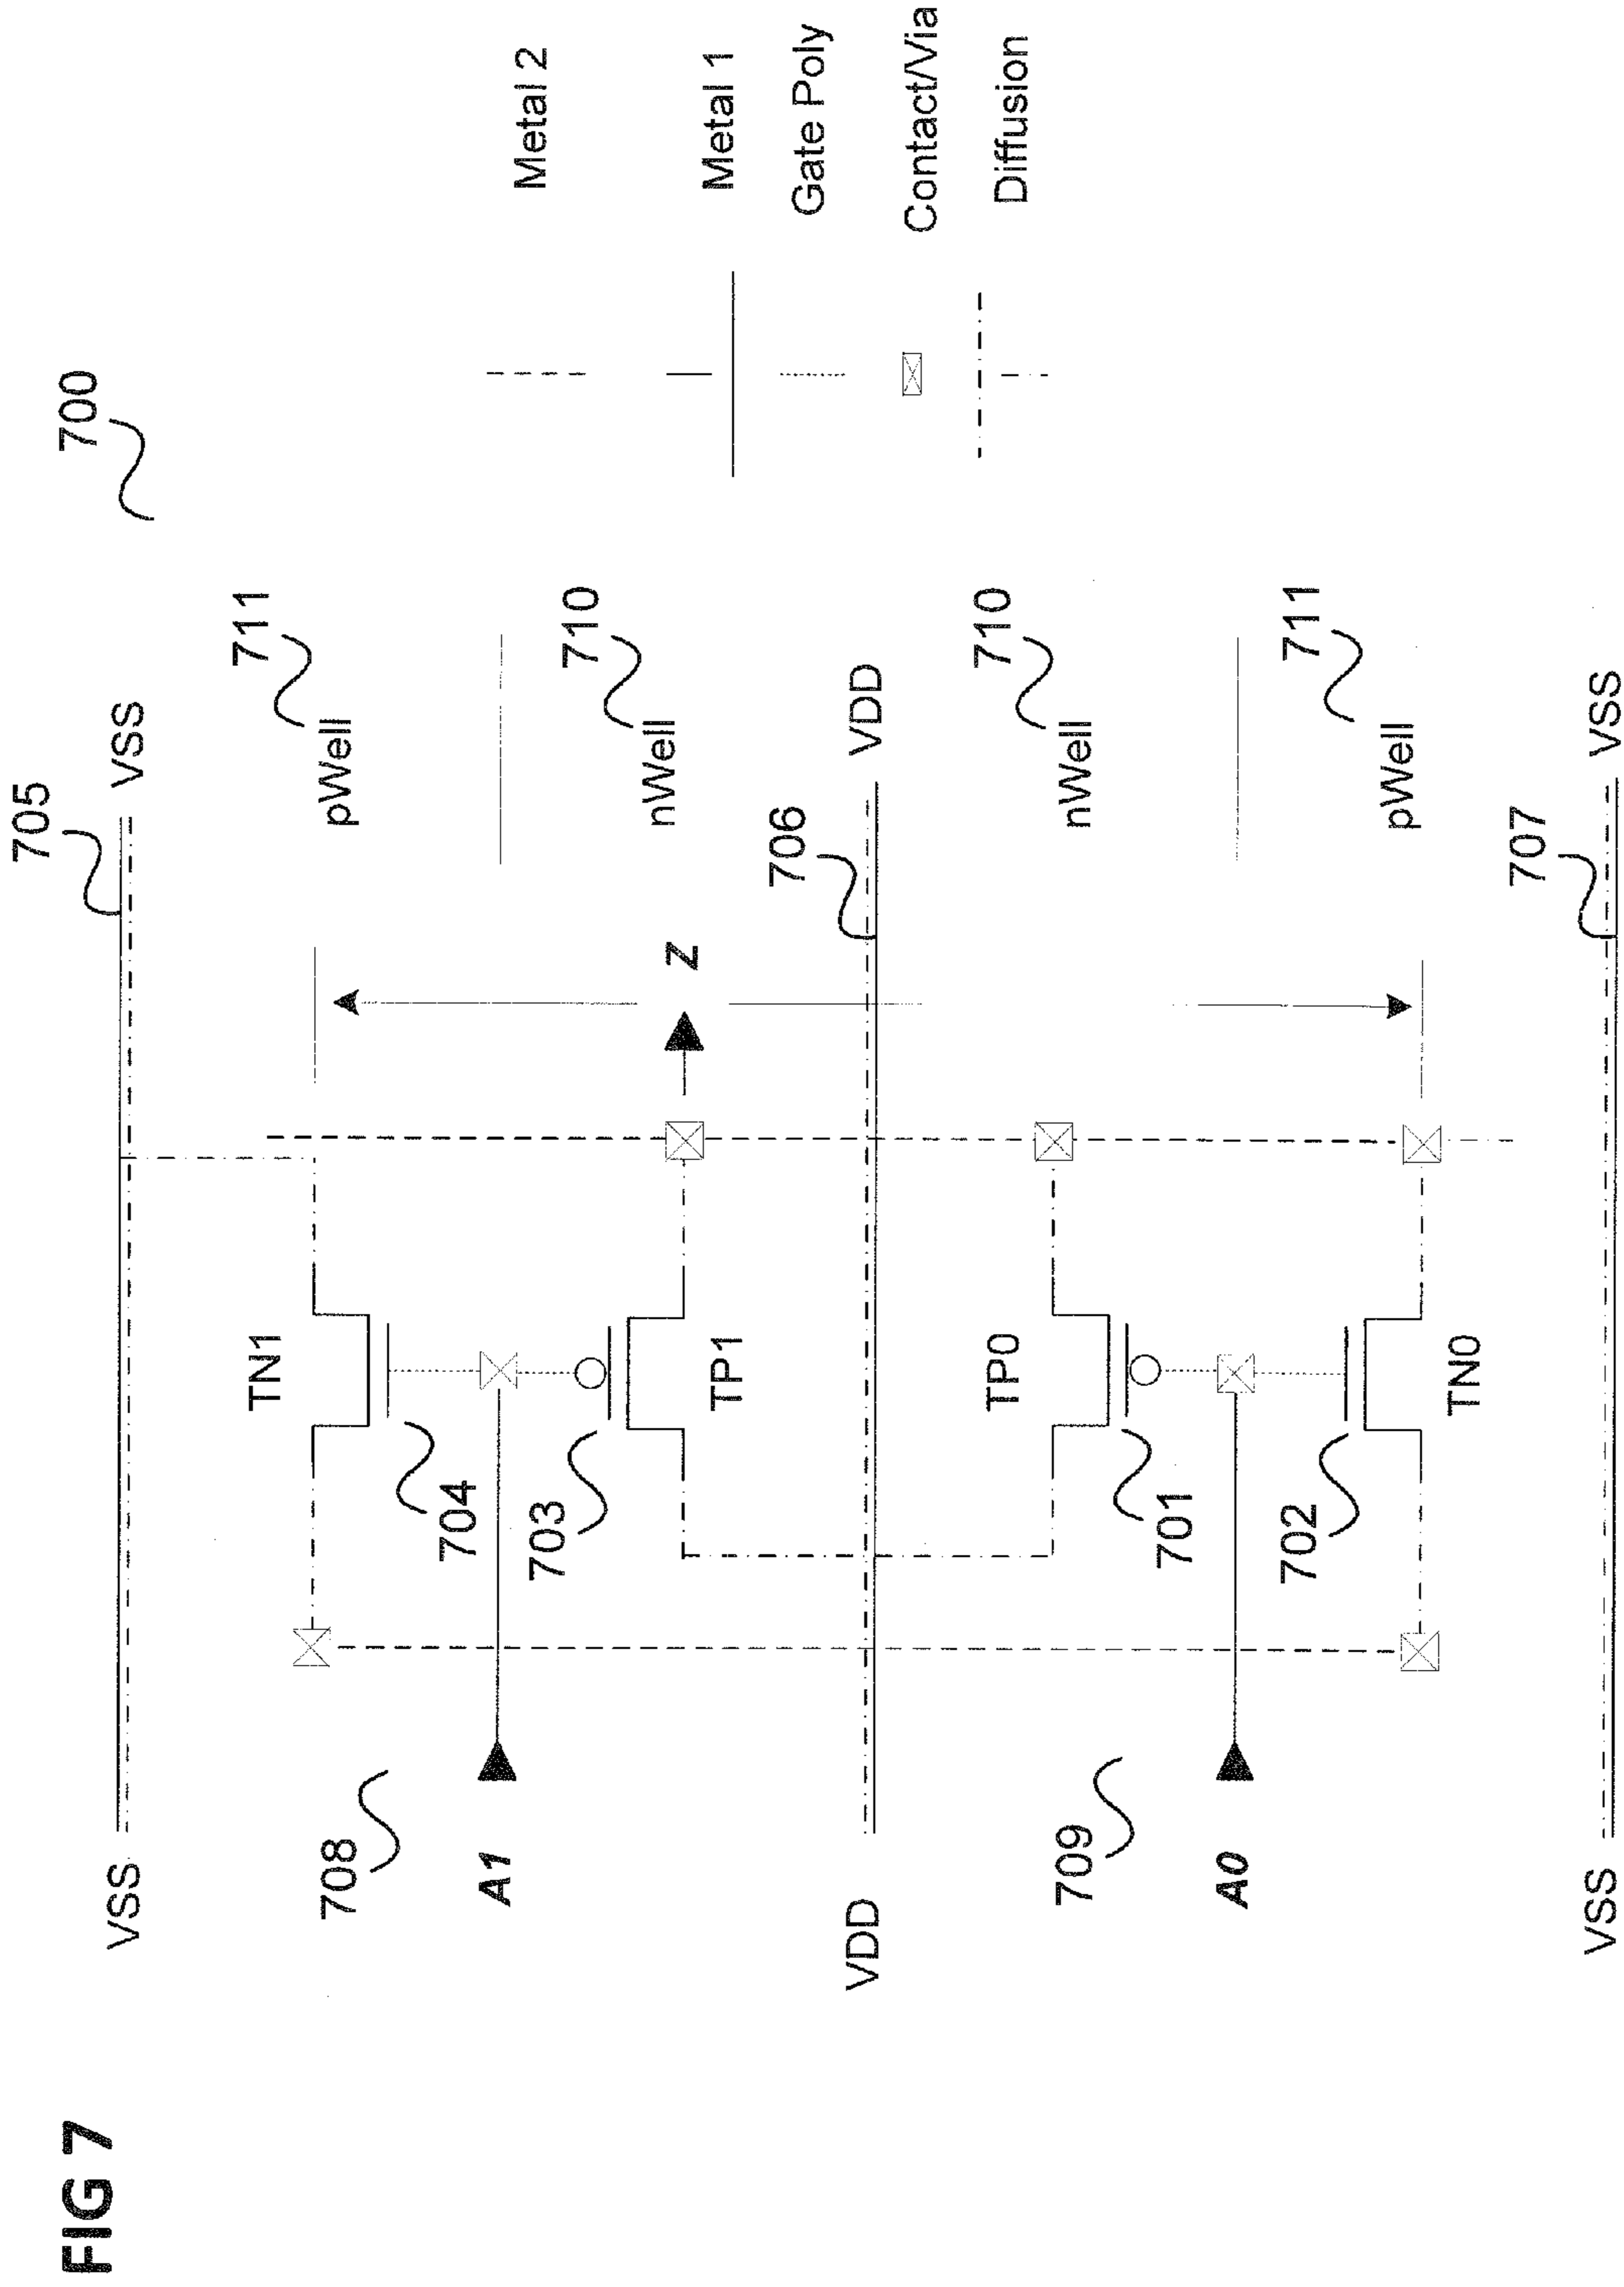 FIG 7
700
705
VSS
VSS
711
pWell
TN1
704
708
A1
703
TP1
Z
710
nWell
VDD
706
VDD
710
nWell
TP0
701
709
A0
702
TN0
711
pWell
707
VSS
VSS
Metal 2
Metal 1
Gate Poly
Contact/Via
Diffusion